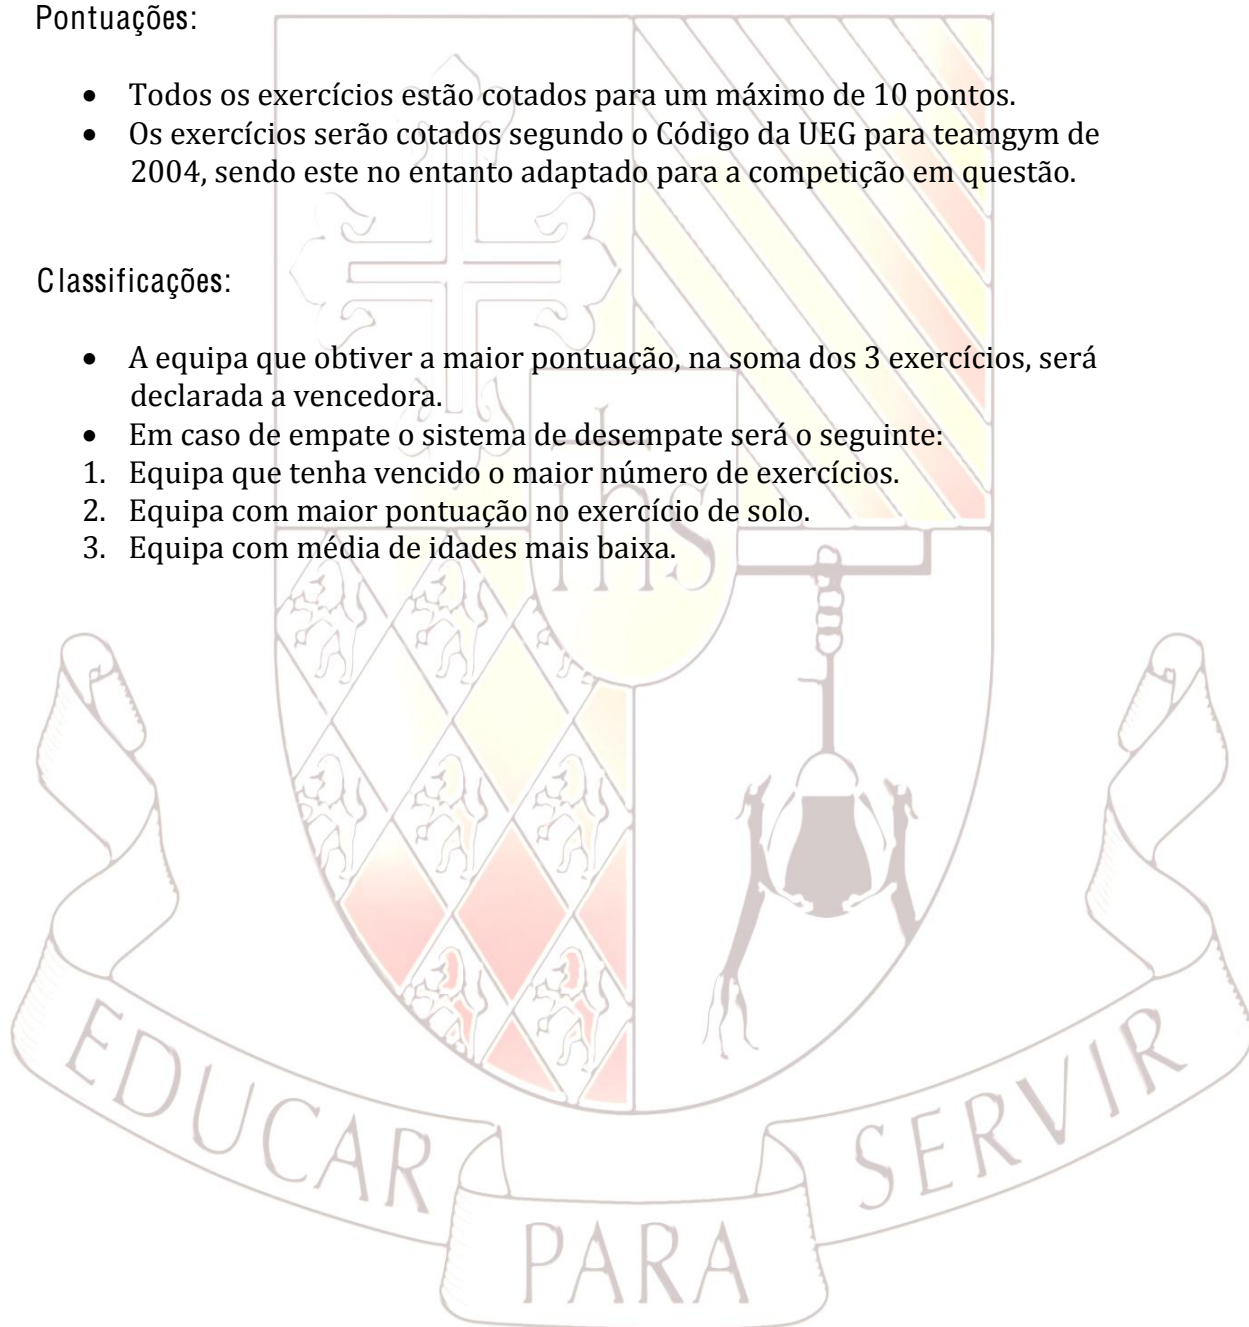 Pontuações:
• Todos os exercícios estão cotados para um máximo de 10 pontos.
• Os exercícios serão cotados segundo o Código da UEG para teamgym de
2004, sendo este no entanto adaptado para a competição em questão.
Classificações:
• A equipa que obtiver a maior pontuação, na soma dos 3 exercícios, será
declarada a vencedora.
• Em caso de empate o sistema de desempate será o seguinte:
1. Equipa que tenha vencido o maior número de exercícios.
2. Equipa com maior pontuação no exercício de solo.
3. Equipa com média de idades mais baixa.
Ihs
EDUCAR
PARA
SERVIR